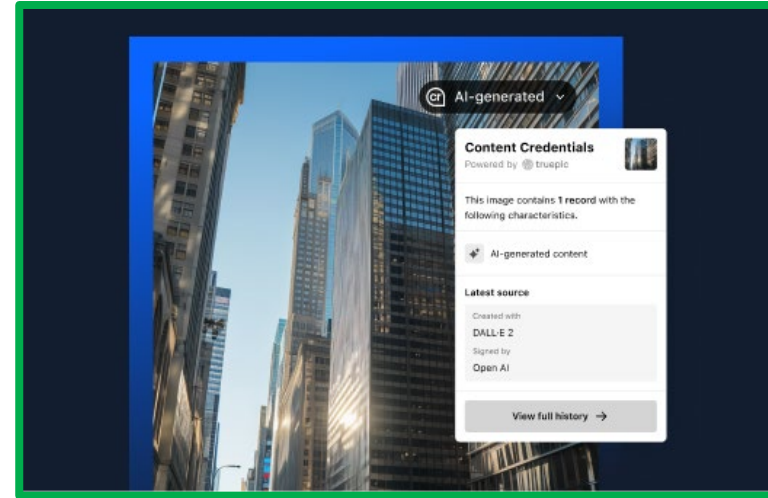 cr AI-generated
Content Credentials
Powered by truepic
This image contains 1 record with the
following characteristics.
AI-generated content
Latest source
Created with
DALL·E 2
Signed by
Open AI
View full history →